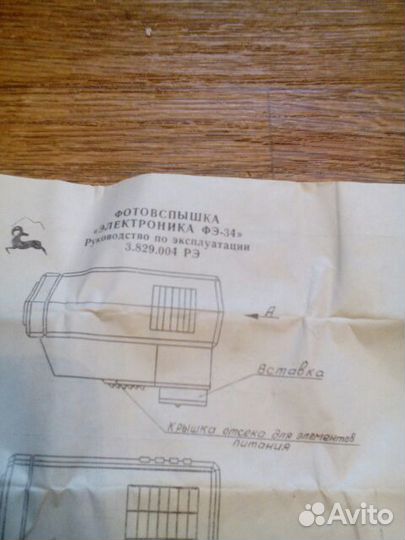 ФОТОВСПЫШКА
«ЭЛЕКТРОНИКА ФЭ-34»
Руководство по эксплуатации
3.829.004 РЭ
А
Вставка
Крышка отсека для элементов
питания
Avito